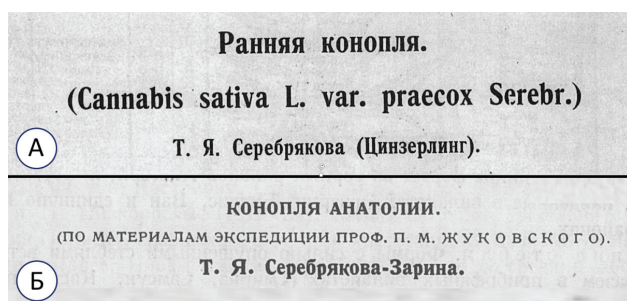 Ранняя конопля.
(Cannabis sativa L. var. praecox Serebr.)
А
Т. Я. Серебрякова (Цинзерлинг).
КОНОПЛЯ АНАТОЛИИ.
(ПО МАТЕРИАЛАМ ЭКСПЕДИЦИИ ПРОФ. П. М. ЖУКОВСКОГО).
Б
Т. Я. Серебрякова-Зарина.